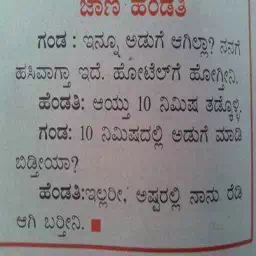 ಜಾಣ ಹೆಂಡತಿ
ಗಂಡ : ಇನ್ನೂ ಅಡುಗೆ ಆಗಿಲ್ಲಾ? ನನಗೆ
ಹಸಿವಾಗ್ತಾ ಇದೆ. ಹೋಟೆಲ್‌ಗೆ ಹೋಗ್ತೀನಿ.
ಹೆಂಡತಿ: ಆಯ್ತು 10 ನಿಮಿಷ ತಡ್ಕೊಳ್ಳಿ.
ಗಂಡ: 10 ನಿಮಿಷದಲ್ಲಿ ಅಡುಗೆ ಮಾಡಿ
ಬಿಡ್ತೀಯಾ?
ಹೆಂಡತಿ:ಇಲ್ಲರೀ, ಅಷ್ಟರಲ್ಲಿ ನಾನು ರೆಡಿ
ಆಗಿ ಬರ್‍ತೀನಿ.